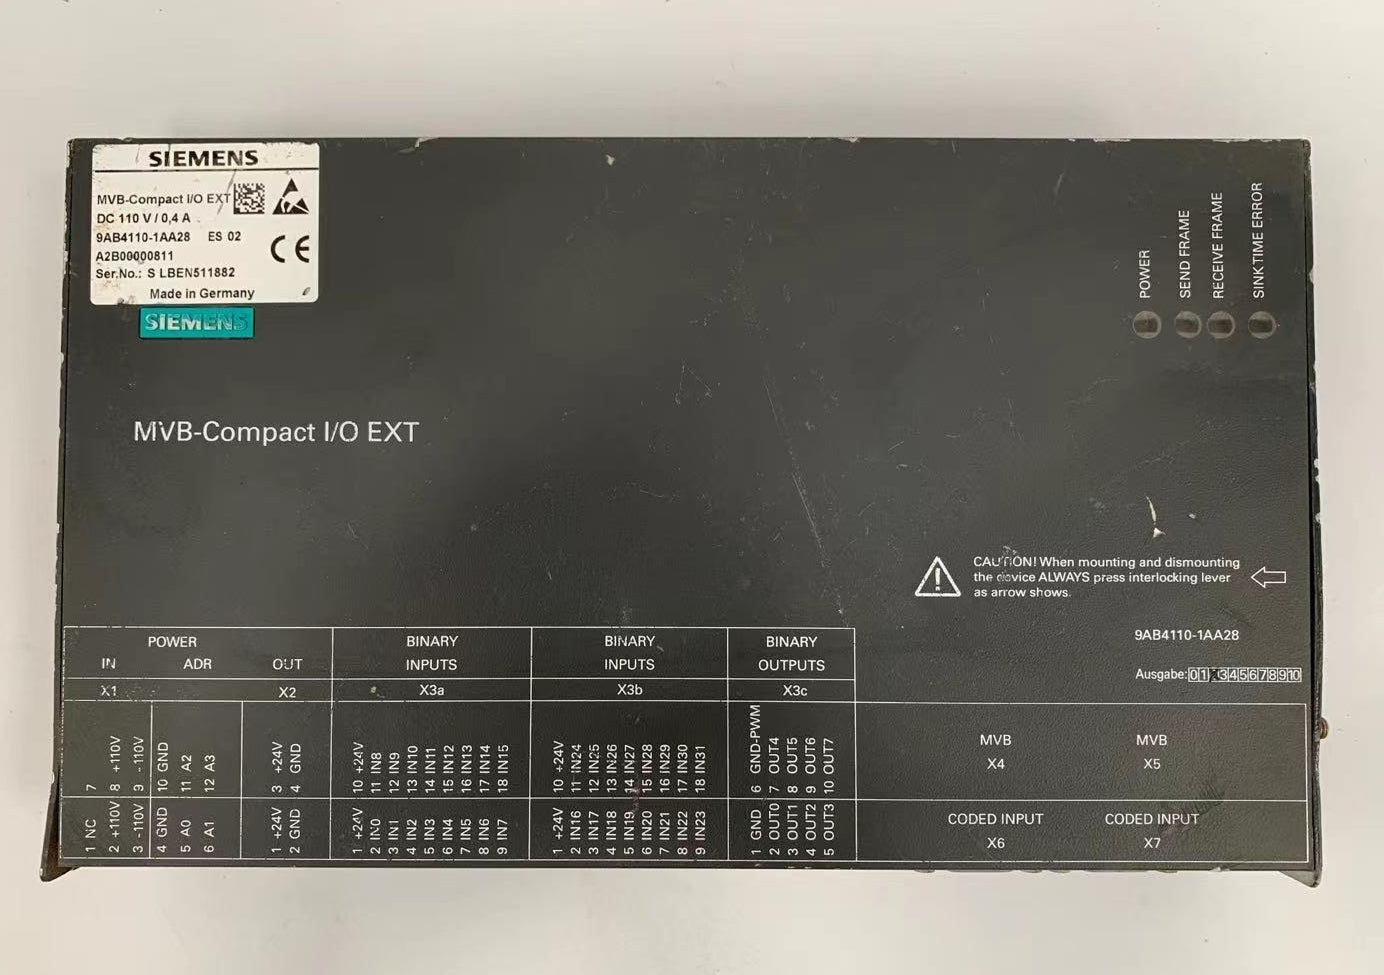 SIEMENS
MVB-Compact I/O EXT
DC 110 V / 0,4 A
9AB4110-1AA28 ES 02
A2B00000811
Ser.No.: S LBEN511882
Made in Germany
SIEMENS
POWER
SEND FRAME
RECEIVE FRAME
SINK TIME ERROR
MVB-Compact I/O EXT
CAUTION! When mounting and dismounting
the device ALWAYS press interlocking lever
as arrow shows.
9AB4110-1AA28
Ausgabe: 0 1 3 4 5 6 7 8 9 10
POWER
IN ADR OUT
X1 X2
BINARY
INPUTS
X3a
BINARY
INPUTS
X3b
BINARY
OUTPUTS
X3c
7
8 +110V
9 -110V
10 GND
11 A2
12 A3
3 +24V
4 GND
10 +24V
11 IN8
12 IN9
13 IN10
14 IN11
15 IN12
16 IN13
17 IN14
18 IN15
10 +24V
11 IN24
12 IN25
13 IN26
14 IN27
15 IN28
16 IN29
17 IN30
18 IN31
6 GND-PWM
7 OUT4
8 OUT5
9 OUT6
10 OUT7
MVB
X4
MVB
X5
1 NC
2 +110V
3 -110V
4 GND
5 A0
6 A1
1 +24V
2 GND
1 +24V
2 IN0
3 IN1
4 IN2
5 IN3
6 IN4
7 IN5
8 IN6
9 IN7
1 +24V
2 IN16
3 IN17
4 IN18
5 IN19
6 IN20
7 IN21
8 IN22
9 IN23
1 GND
2 OUT0
3 OUT1
4 OUT2
5 OUT3
CODED INPUT
X6
CODED INPUT
X7